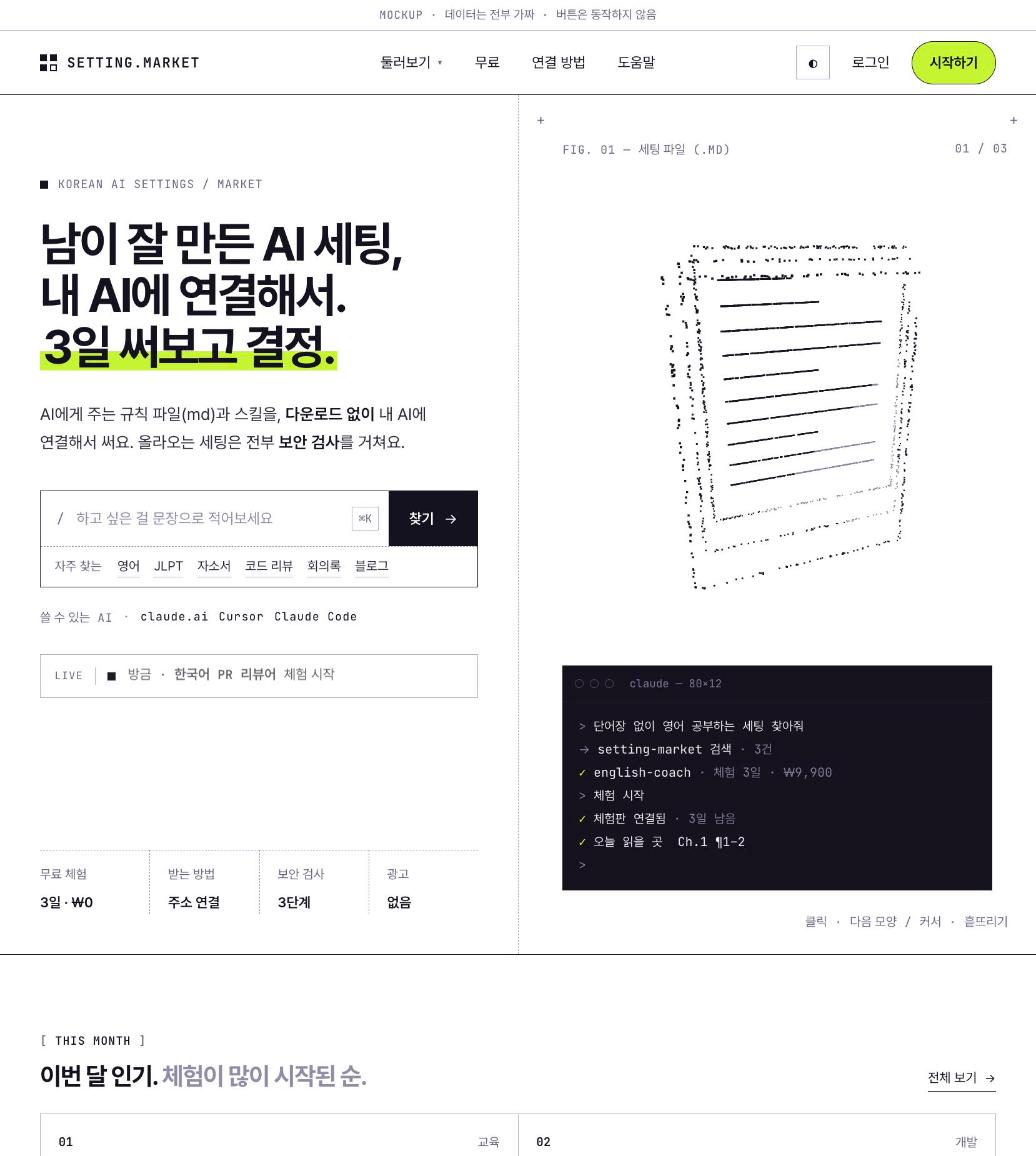 MOCKUP · 데이터는 전부 가짜 · 버튼은 동작하지 않음
SETTING.MARKET
둘러보기 ▾ 무료 연결 방법 도움말
로그인 시작하기
■ KOREAN AI SETTINGS / MARKET
남이 잘 만든 AI 세팅,
내 AI에 연결해서.
3일 써보고 결정.
AI에게 주는 규칙 파일(md)과 스킬을, 다운로드 없이 내 AI에
연결해서 써요. 올라오는 세팅은 전부 보안 검사를 거쳐요.
/ 하고 싶은 걸 문장으로 적어보세요 ⌘K 찾기 →
자주 찾는 영어 JLPT 자소서 코드 리뷰 회의록 블로그
쓸 수 있는 AI · claude.ai Cursor Claude Code
LIVE ■ 방금 · 한국어 PR 리뷰어 체험 시작
무료 체험
3일 · ₩0
받는 방법
주소 연결
보안 검사
3단계
광고
없음
+ +
FIG. 01 — 세팅 파일 (.MD) 01 / 03
claude — 80×12
> 단어장 없이 영어 공부하는 세팅 찾아줘
→ setting-market 검색 · 3건
✓ english-coach · 체험 3일 · ₩9,900
> 체험 시작
✓ 체험판 연결됨 · 3일 남음
✓ 오늘 읽을 곳 Ch.1 ¶1–2
>
클릭 · 다음 모양 / 커서 · 흩뜨리기
[ THIS MONTH ]
이번 달 인기. 체험이 많이 시작된 순.
전체 보기 →
01 교육
02 개발